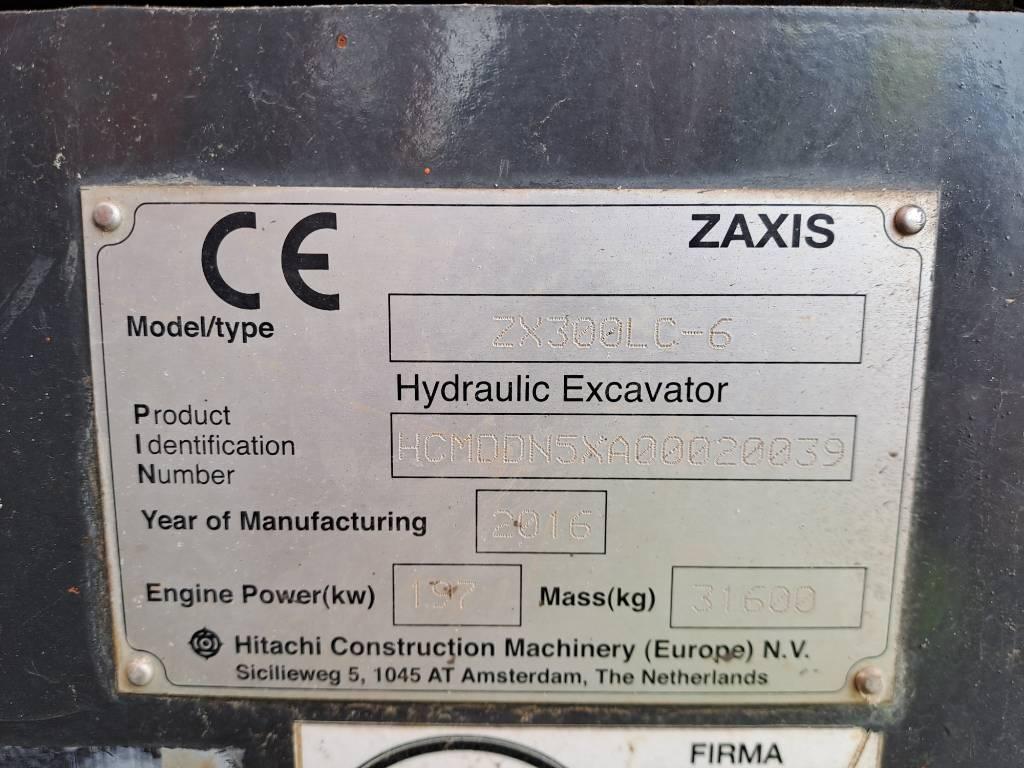 CE ZAXIS
Model/type ZX300LC-6
Hydraulic Excavator
Product
Identification HCMDDN5XA00020039
Number
Year of Manufacturing 2016
Engine Power(kw) 197 Mass(kg) 31600
Hitachi Construction Machinery (Europe) N.V.
Sicilieweg 5, 1045 AT Amsterdam, The Netherlands
FIRMA